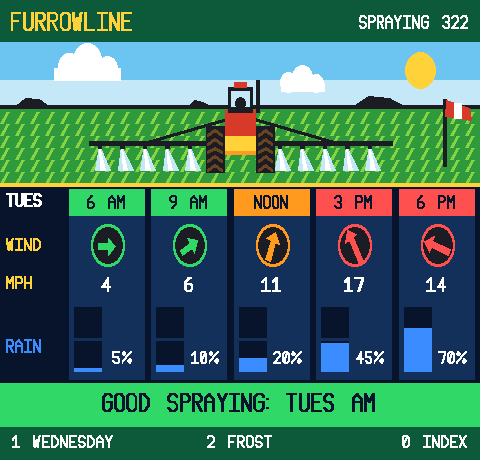 FURROWLINE SPRAYING 322
TUES 6 AM 9 AM NOON 3 PM 6 PM
WIND
MPH 4 6 11 17 14
RAIN 5% 10% 20% 45% 70%
GOOD SPRAYING: TUES AM
1 WEDNESDAY 2 FROST 0 INDEX